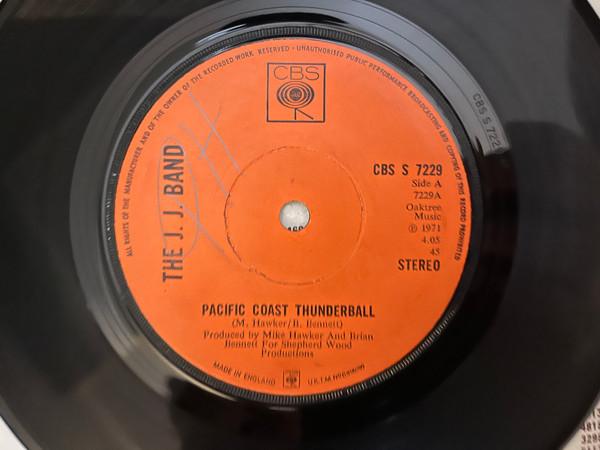 ALL RIGHTS OF THE MANUFACTURER AND OF THE OWNER OF THE RECORDED WORK RESERVED · UNAUTHORISED PUBLIC PERFORMANCE BROADCASTING AND COPYING OF THIS RECORD PROHIBITED
CBS
THE J. J. BAND
CBS S 7229
Side A
7229A
Oaktree
Music
℗ 1971
4.05
45
STEREO
PACIFIC COAST THUNDERBALL
(M. Hawker/B. Bennett)
Produced by Mike Hawker And Brian
Bennett For Shepherd Wood
Productions
MADE IN ENGLAND
CBS S 722